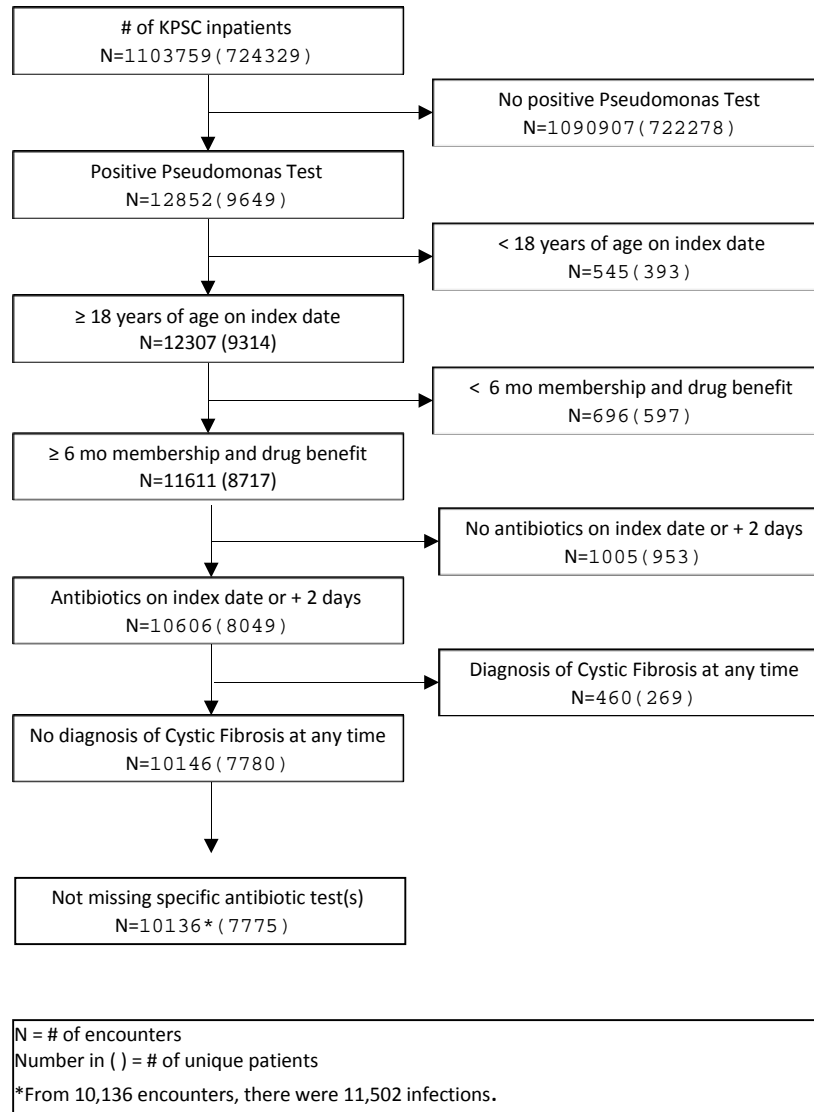 # of KPSC inpatients
N=1103759(724329)
No positive Pseudomonas Test
N=1090907(722278)
Positive Pseudomonas Test
N=12852(9649)
< 18 years of age on index date
N=545(393)
≥ 18 years of age on index date
N=12307 (9314)
< 6 mo membership and drug benefit
N=696(597)
≥ 6 mo membership and drug benefit
N=11611 (8717)
No antibiotics on index date or + 2 days
N=1005(953)
Antibiotics on index date or + 2 days
N=10606(8049)
Diagnosis of Cystic Fibrosis at any time
N=460(269)
No diagnosis of Cystic Fibrosis at any time
N=10146(7780)
Not missing specific antibiotic test(s)
N=10136*(7775)
N = # of encounters
Number in ( ) = # of unique patients
*From 10,136 encounters, there were 11,502 infections.